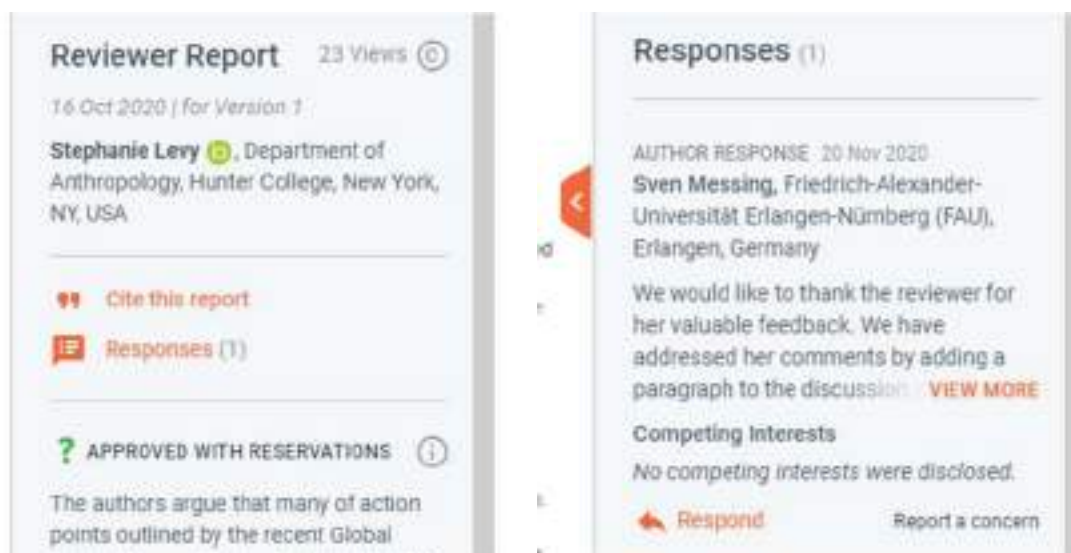 Reviewer Report 23 Views
16 Oct 2020 | for Version 1
Stephanie Levy iD, Department of
Anthropology, Hunter College, New York,
NY, USA
Cite this report
Responses (1)
? APPROVED WITH RESERVATIONS i
The authors argue that many of action
points outlined by the recent Global
Responses (1)
AUTHOR RESPONSE 20 Nov 2020
Sven Messing, Friedrich-Alexander-
Universität Erlangen-Nürnberg (FAU),
Erlangen, Germany
We would like to thank the reviewer for
her valuable feedback. We have
addressed her comments by adding a
paragraph to the discussion VIEW MORE
Competing Interests
No competing interests were disclosed.
Respond Report a concern